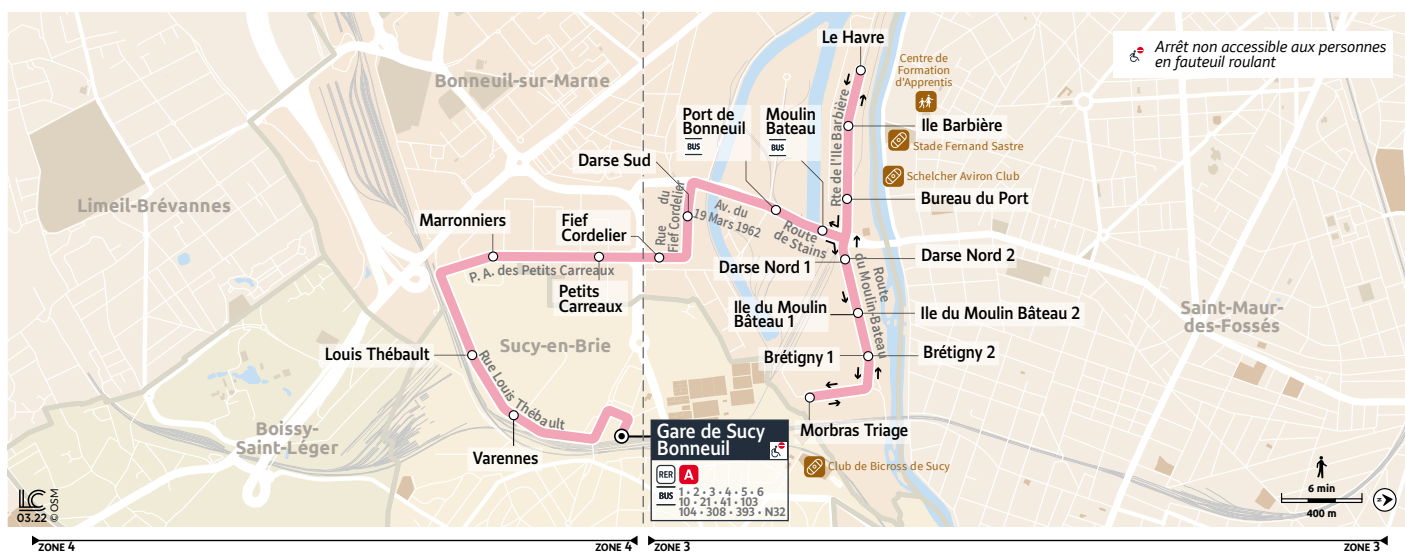 Le Havre
Centre de
Formation
d'Apprentis
Arrêt non accessible aux personnes
en fauteuil roulant
Bonneuil-sur-Marne
Port de
Bonneuil
BUS
Moulin
Bateau
BUS
Rte de l'Ile Barbière
Ile Barbière
Stade Fernand Sastre
Darse Sud
Schelcher Aviron Club
Limeil-Brévannes
Marronniers
Fief
Cordelier
Rue
du
Fief Cordelier
Av. du
19 Mars 1962
Route
de Stains
Bureau du Port
P. A. des Petits Carreaux
Petits
Carreaux
Darse Nord 1
Darse Nord 2
Route
du Moulin-Bateau
Ile du Moulin
Bâteau 1
Ile du Moulin Bâteau 2
Saint-Maur-
des-Fossés
Louis Thébault
Sucy-en-Brie
Rue Louis Thébault
Brétigny 1
Brétigny 2
Boissy-
Saint-Léger
Varennes
Gare de Sucy
Bonneuil
RER A
BUS
1 • 2 • 3 • 4 • 5 • 6
10 • 21 • 41 • 103
104 • 308 • 393 • N32
Morbras Triage
Club de Bicross de Sucy
LC
03.22 © OSM
6 min
400 m
N
ZONE 4
ZONE 4
ZONE 3
ZONE 3